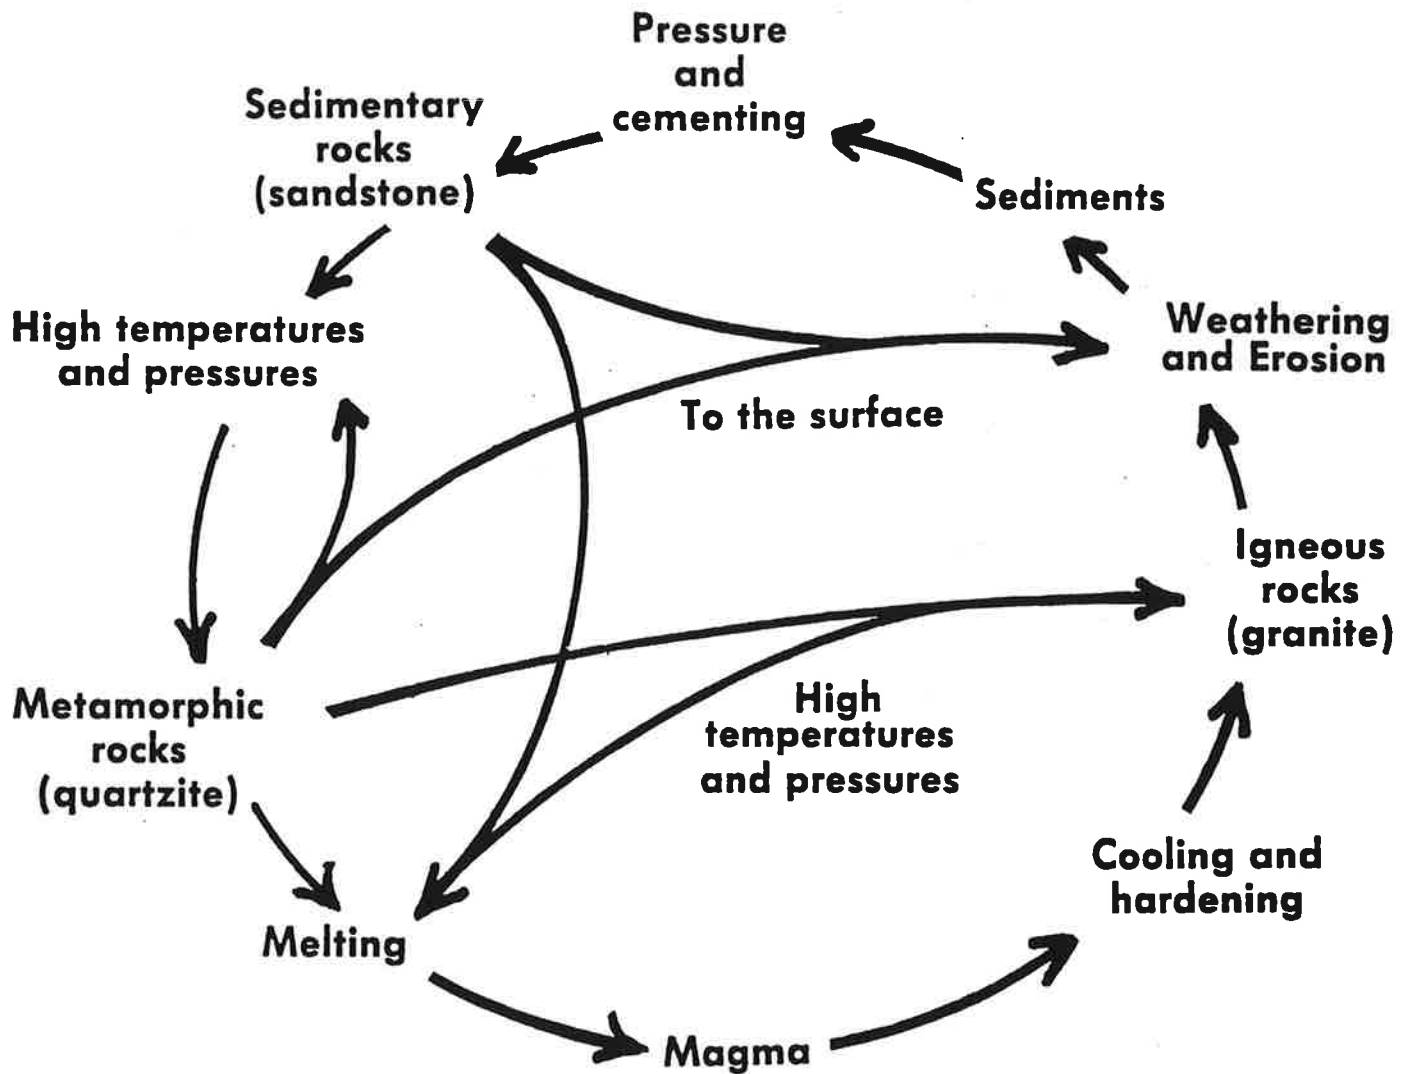 Pressure
and
cementing
Sedimentary
rocks
(sandstone)
Sediments
High temperatures
and pressures
Weathering
and Erosion
To the surface
Igneous
rocks
(granite)
Metamorphic
rocks
(quartzite)
High
temperatures
and pressures
Cooling and
hardening
Melting
Magma